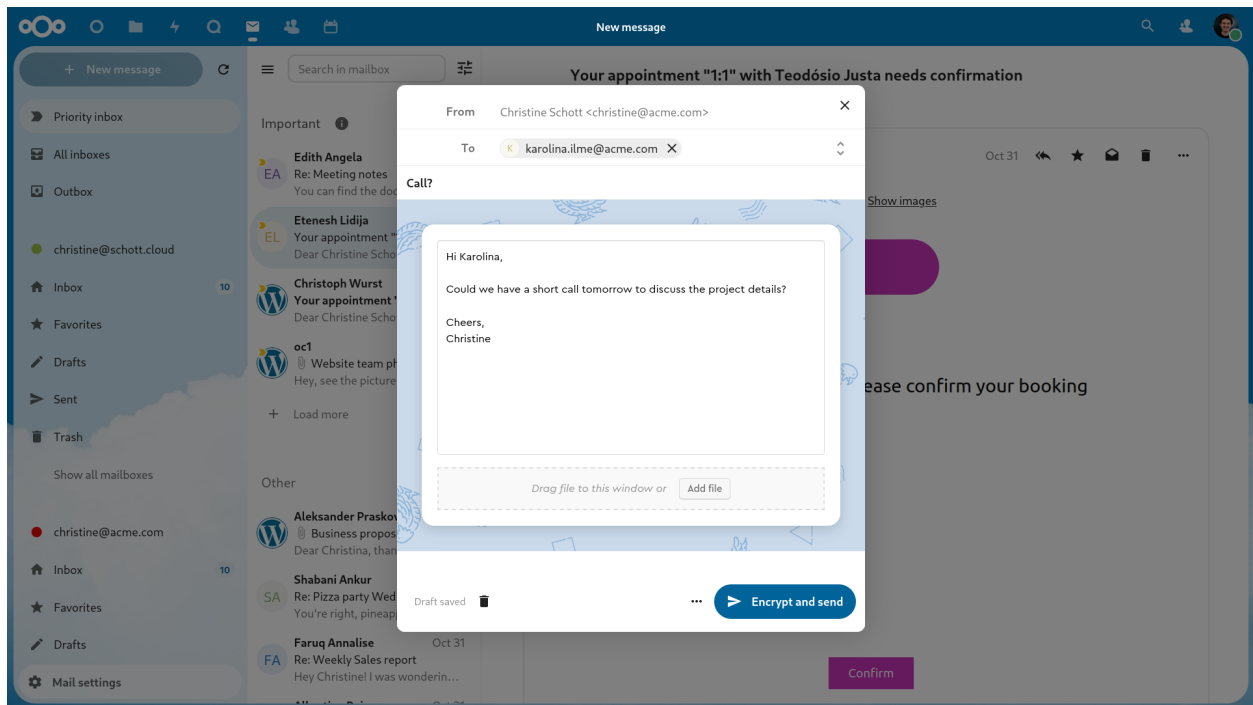 New message
+ New message
Priority inbox
All inboxes
Outbox
christine@schott.cloud
Inbox 10
Favorites
Drafts
Sent
Trash
Show all mailboxes
christine@acme.com
Inbox 10
Favorites
Drafts
Mail settings
Search in mailbox
Important
Edith Angela
EA Re: Meeting notes
You can find the doc
Etenesh Lidija
EL Your appointment "
Dear Christine Scho
Christoph Wurst
Your appointment "
Dear Christine Scho
oc1
Website team ph
Hey, see the picture
+ Load more
Other
Aleksander Praskov
Business propos
Dear Christina, than
Shabani Ankur
SA Re: Pizza party Wed
You're right, pineap
Faruq Annalise Oct 31
FA Re: Weekly Sales report
Hey Christine! I was wonderin...
Your appointment "1:1" with Teodósio Justa needs confirmation
Oct 31
Show images
ease confirm your booking
Confirm
From Christine Schott <christine@acme.com>
To K karolina.ilme@acme.com
Call?
Hi Karolina,
Could we have a short call tomorrow to discuss the project details?
Cheers,
Christine
Drag file to this window or Add file
Draft saved
Encrypt and send